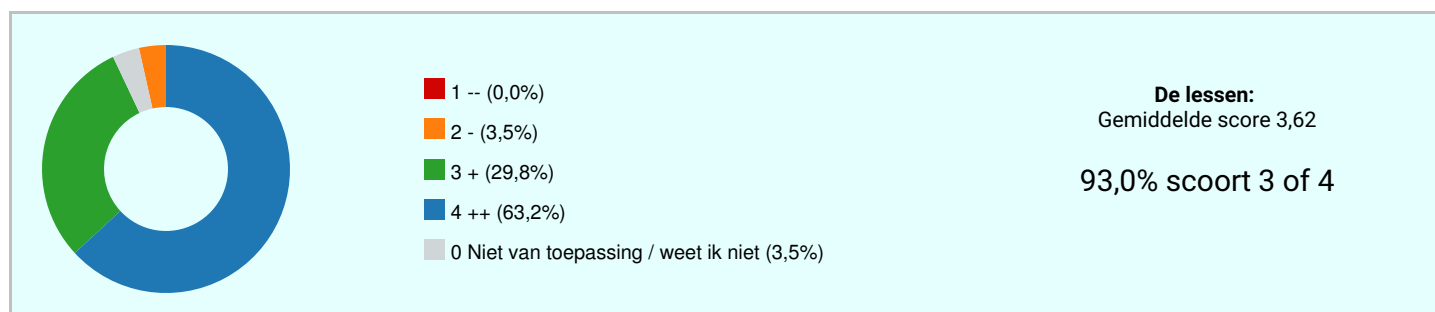 1 -- (0,0%)
2 - (3,5%)
3 + (29,8%)
4 ++ (63,2%)
0 Niet van toepassing / weet ik niet (3,5%)
De lessen:
Gemiddelde score 3,62
93,0% scoort 3 of 4